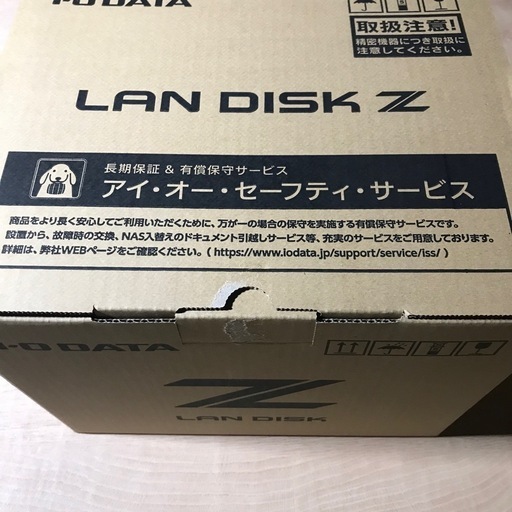 I-O DATA
取扱注意!
精密機器につき取扱に
注意してください。
LAN DISK Z
長期保証 & 有償保守サービス
アイ・オー・セーフティ・サービス
商品をより長く安心してご利用いただくために、万が一の場合の保守を実施する有償保守サービスです。
設置から、故障時の交換、NAS入替えのドキュメント引越しサービス等、充実のサービスをご用意しております。
詳細は、弊社WEBページをご確認ください。( https://www.iodata.jp/support/service/iss/ )
I-O DATA
Z
LAN DISK